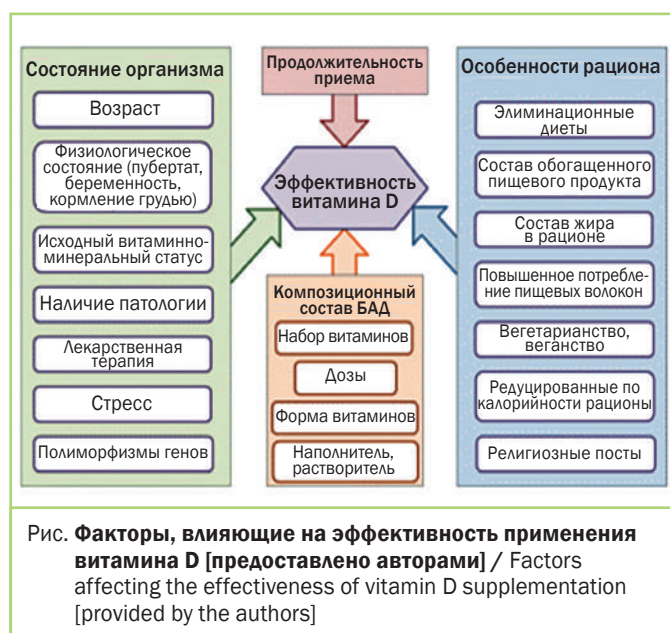 Состояние организма
Возраст
Физиологическое
состояние (пубертат,
беременность,
кормление грудью)
Исходный витаминно-
минеральный статус
Наличие патологии
Лекарственная
терапия
Стресс
Полиморфизмы генов
Продолжительность
приема
Эффективность
витамина D
Композиционный
состав БАД
Набор витаминов
Дозы
Форма витаминов
Наполнитель,
растворитель
Особенности рациона
Элиминационные
диеты
Состав обогащенного
пищевого продукта
Состав жира
в рационе
Повышенное потребле-
ние пищевых волокон
Вегетарианство,
веганство
Редуцированные по
калорийности рационы
Религиозные посты
Рис. Факторы, влияющие на эффективность применения
витамина D [предоставлено авторами] / Factors
affecting the effectiveness of vitamin D supplementation
[provided by the authors]